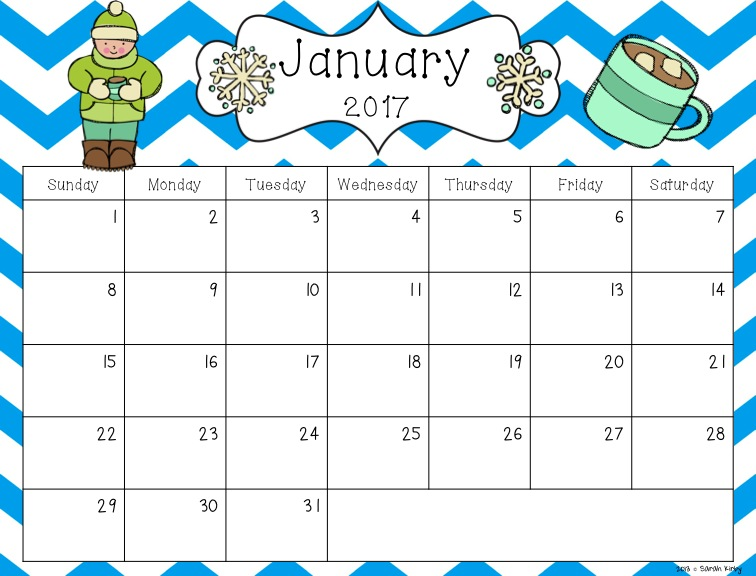 January
2017
Sunday Monday Tuesday Wednesday Thursday Friday Saturday
1 2 3 4 5 6 7
8 9 10 11 12 13 14
15 16 17 18 19 20 21
22 23 24 25 26 27 28
29 30 31
2013 © Sarah Kirby